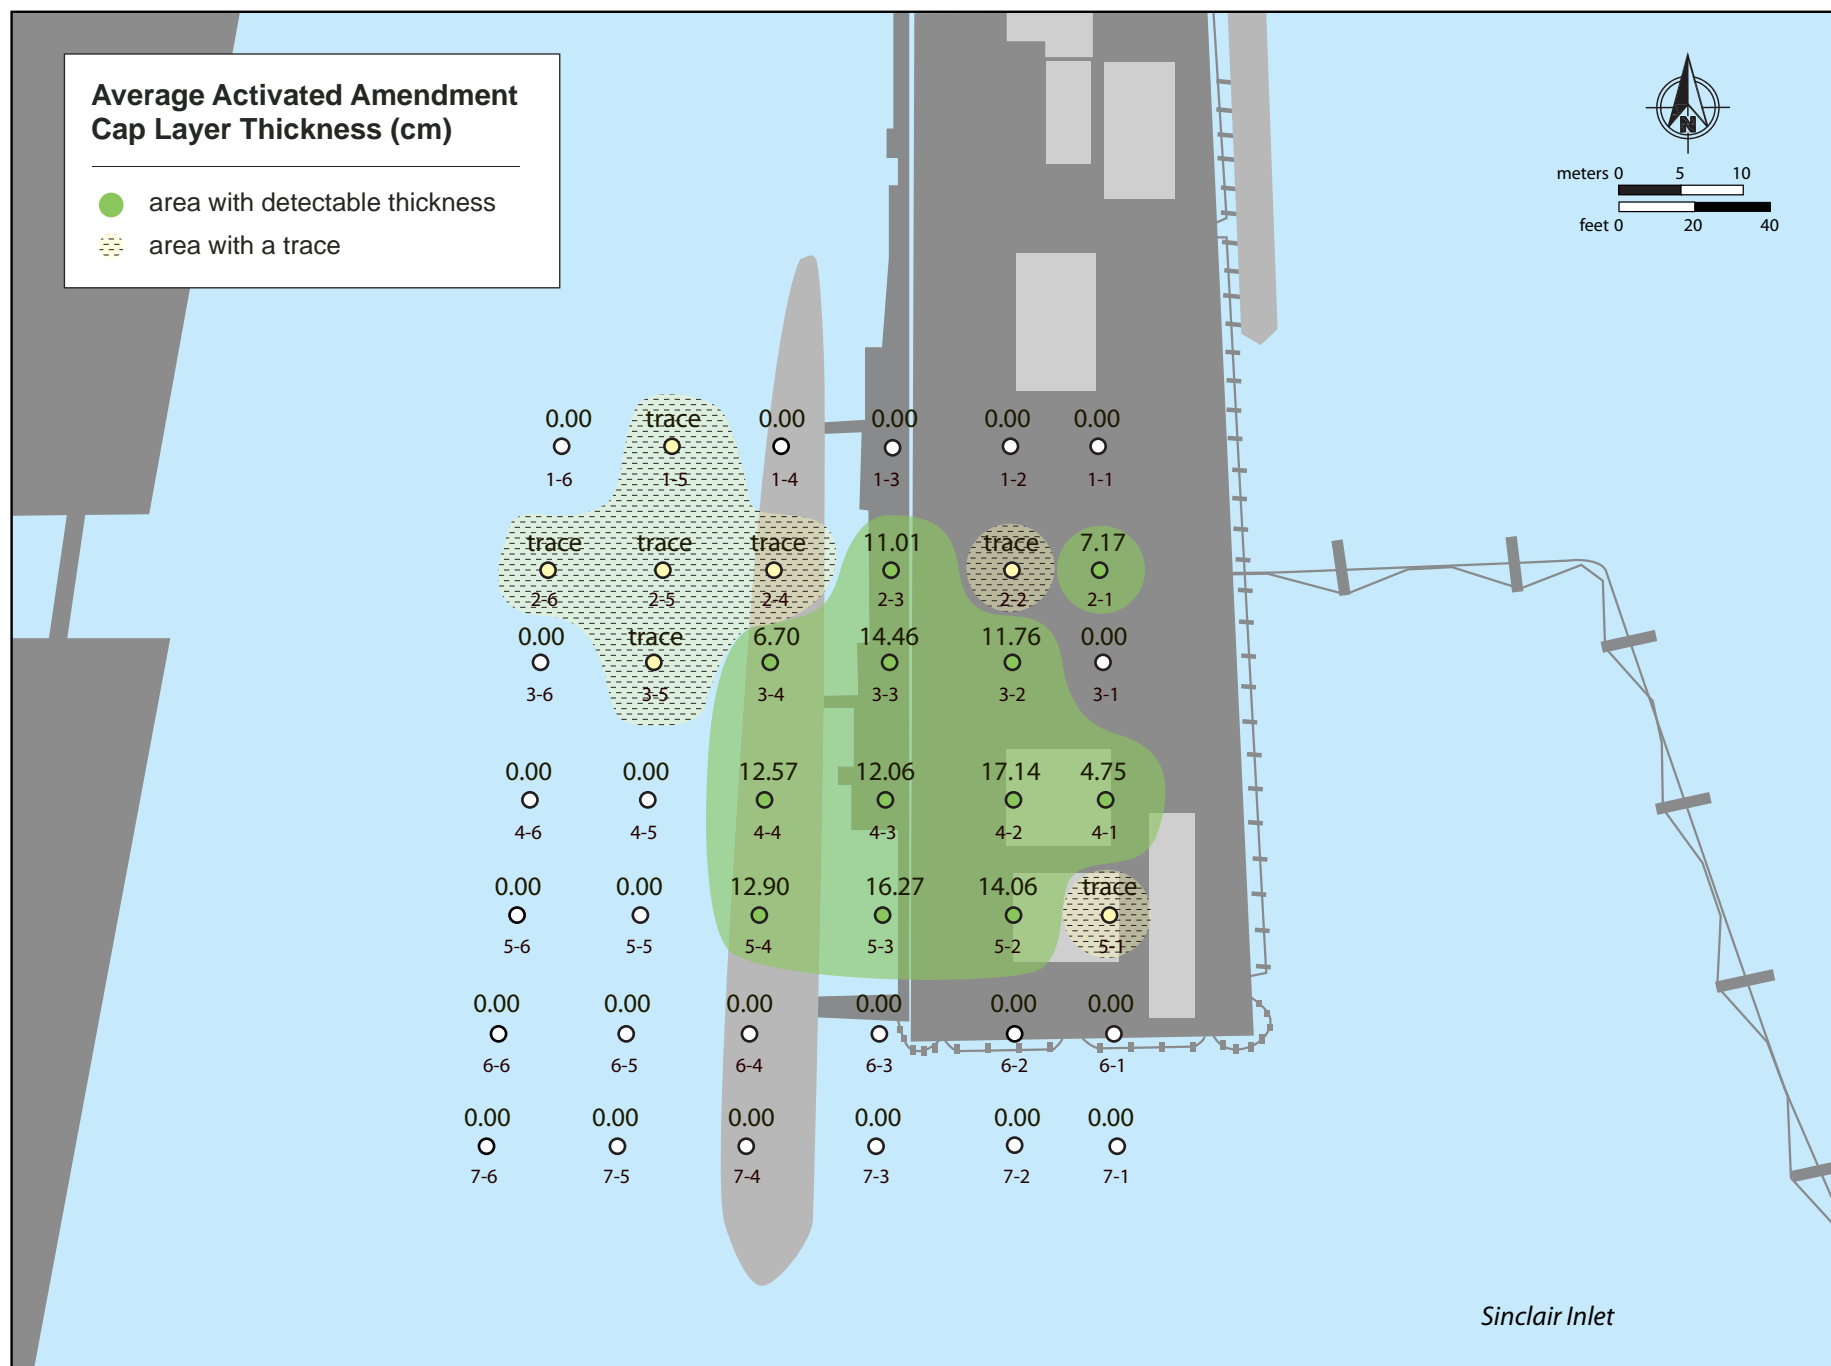 Average Activated Amendment
Cap Layer Thickness (cm)
area with detectable thickness
area with a trace
N
meters 0 5 10
feet 0 20 40
0.00 trace 0.00 0.00 0.00 0.00
1-6 1-5 1-4 1-3 1-2 1-1
trace trace trace 11.01 trace 7.17
2-6 2-5 2-4 2-3 2-2 2-1
0.00 trace 6.70 14.46 11.76 0.00
3-6 3-5 3-4 3-3 3-2 3-1
0.00 0.00 12.57 12.06 17.14 4.75
4-6 4-5 4-4 4-3 4-2 4-1
0.00 0.00 12.90 16.27 14.06 trace
5-6 5-5 5-4 5-3 5-2 5-1
0.00 0.00 0.00 0.00 0.00 0.00
6-6 6-5 6-4 6-3 6-2 6-1
0.00 0.00 0.00 0.00 0.00 0.00
7-6 7-5 7-4 7-3 7-2 7-1
Sinclair Inlet